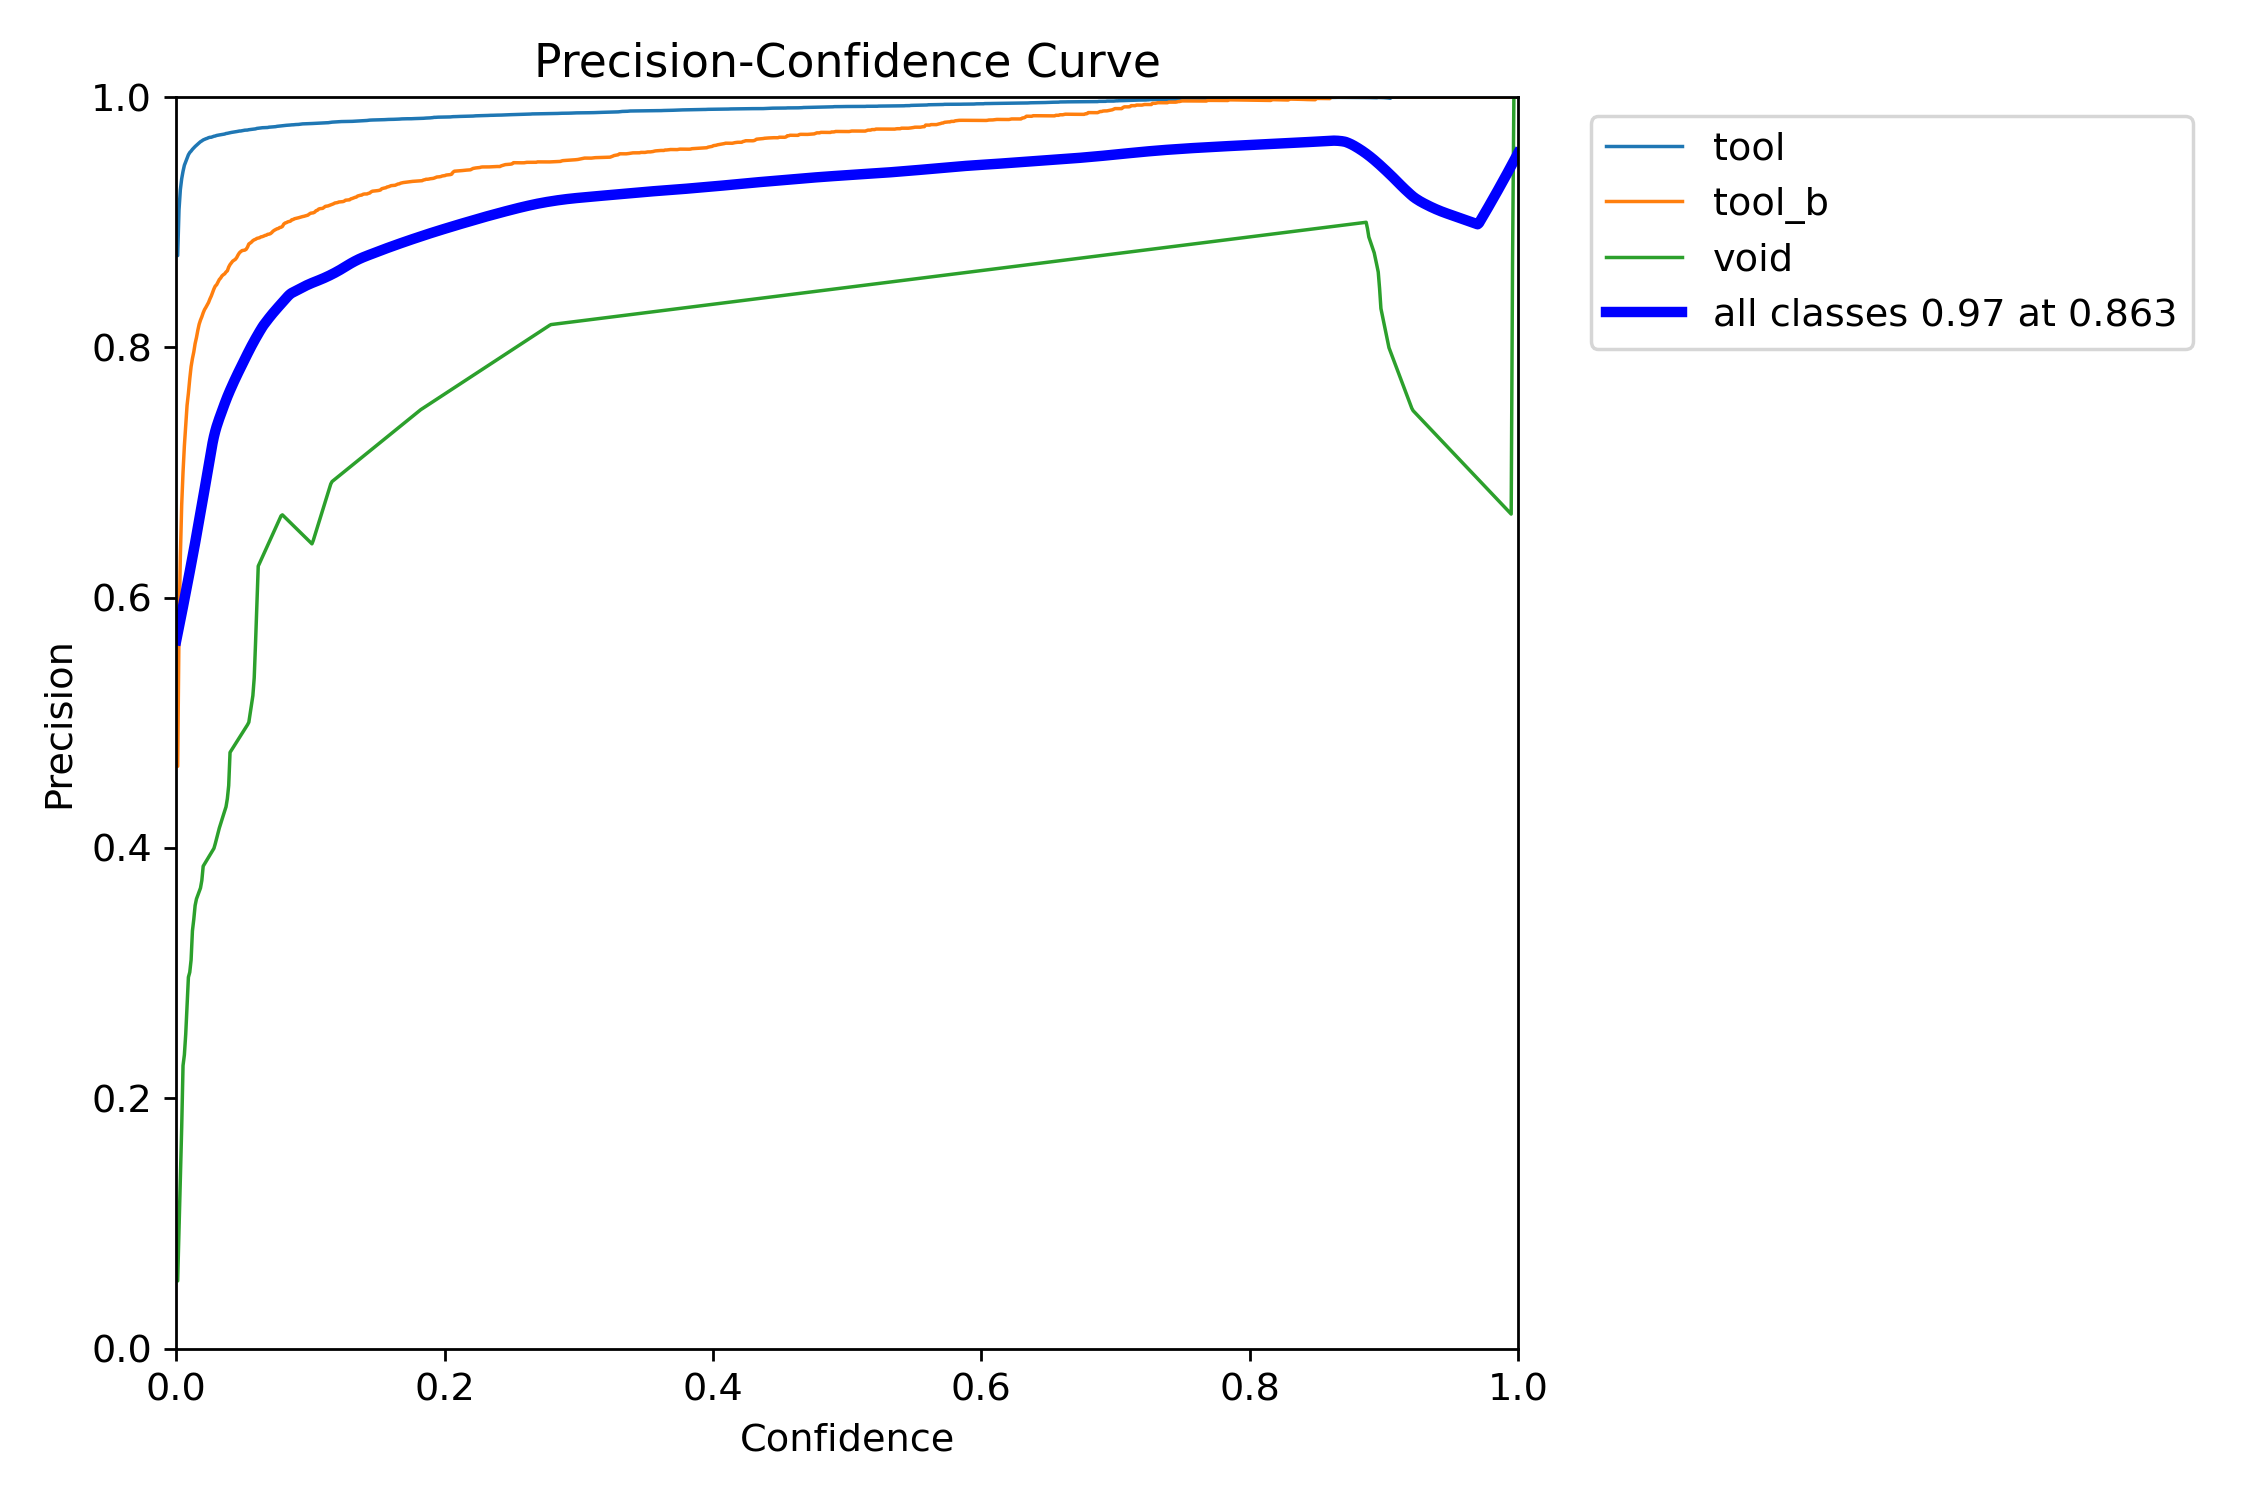 Precision-Confidence Curve
1.0
0.8
0.6
0.4
0.2
0.0
Precision
0.0 0.2 0.4 0.6 0.8 1.0
Confidence
tool
tool_b
void
all classes 0.97 at 0.863